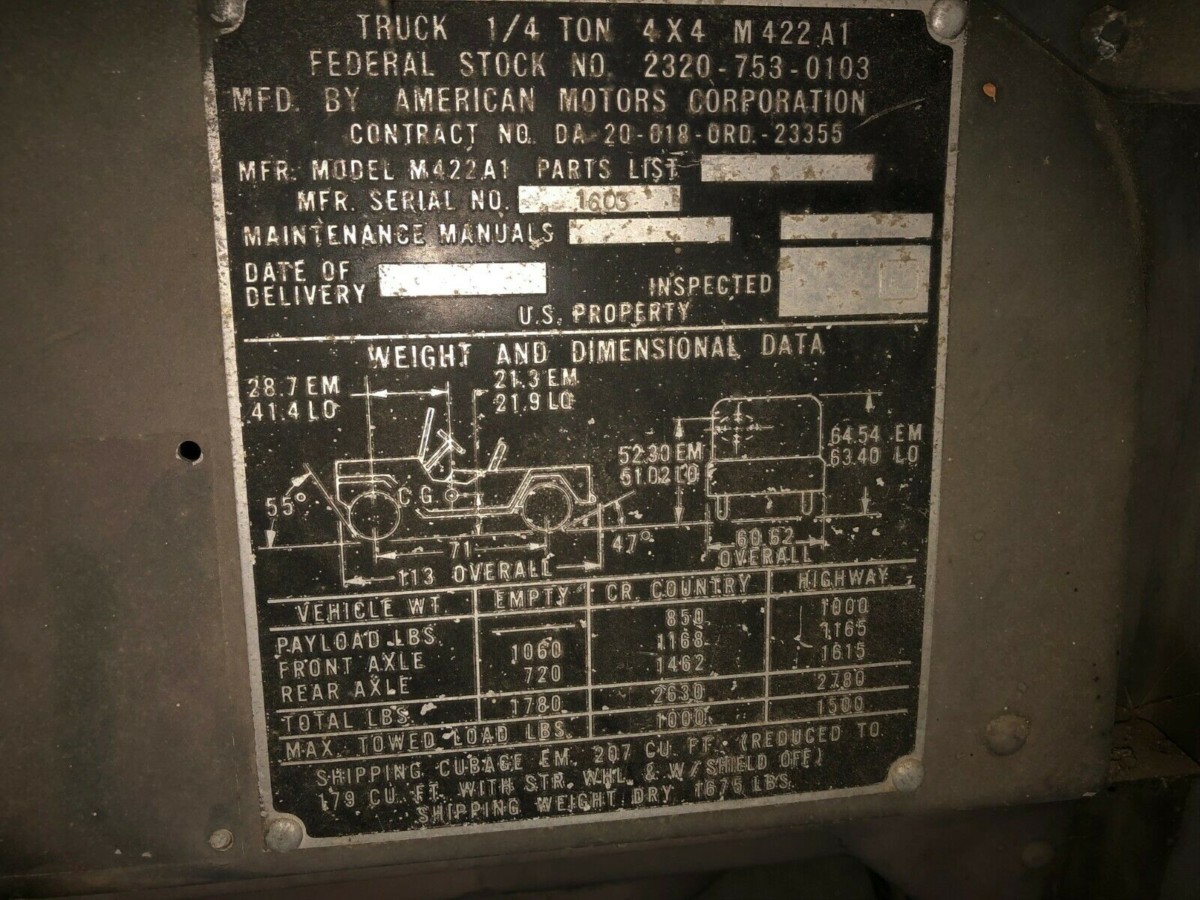 TRUCK 1/4 TON 4X4 M422A1
FEDERAL STOCK NO. 2320-753-0103
MFD. BY AMERICAN MOTORS CORPORATION
CONTRACT NO. DA-20-018-ORD.-23355
MFR. MODEL M422A1 PARTS LIST
MFR. SERIAL NO. 1603
MAINTENANCE MANUALS
DATE OF
DELIVERY
INSPECTED
U.S. PROPERTY
WEIGHT AND DIMENSIONAL DATA
28.7 EM
41.4 LO
21.3 EM
21.9 LO
52.30 EM
51.02 LO
64.54 EM
63.40 LO
55°
C.G.
47°
71
113 OVERALL
60.62
OVERALL
VEHICLE WT. EMPTY CR. COUNTRY HIGHWAY
PAYLOAD LBS. 850 1000
FRONT AXLE 1060 1168 1165
REAR AXLE 720 1462 1615
TOTAL LBS. 1780 2630 2780
MAX. TOWED LOAD LBS. 1000 1500
SHIPPING CUBAGE EM. 207 CU. FT. (REDUCED TO
179 CU. FT. WITH STR. WHL. & W/SHIELD OFF)
SHIPPING WEIGHT DRY, 1675 LBS.